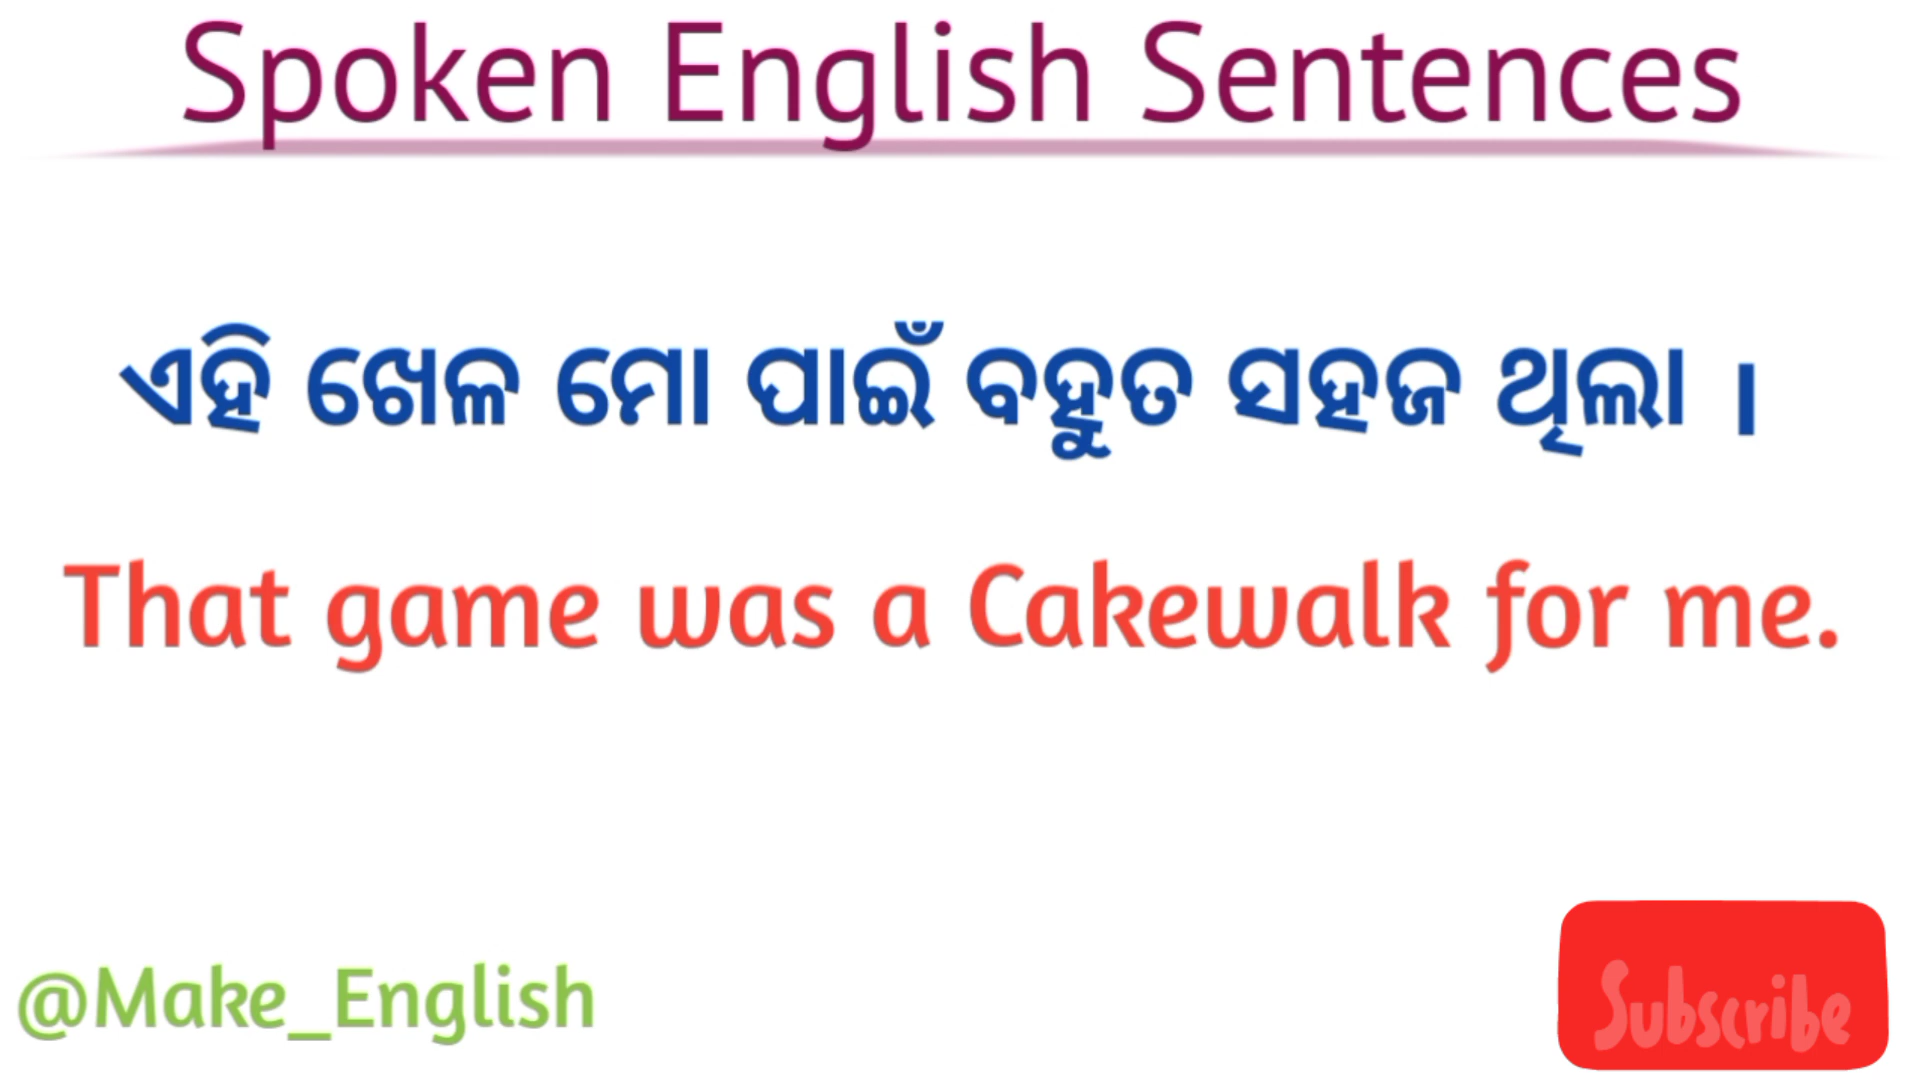 Spoken English Sentences
ଏହି ଖେଳ ମୋ ପାଇଁ ବହୁତ ସହଜ ଥିଲା ।
That game was a Cakewalk for me.
@Make_English
Subscribe